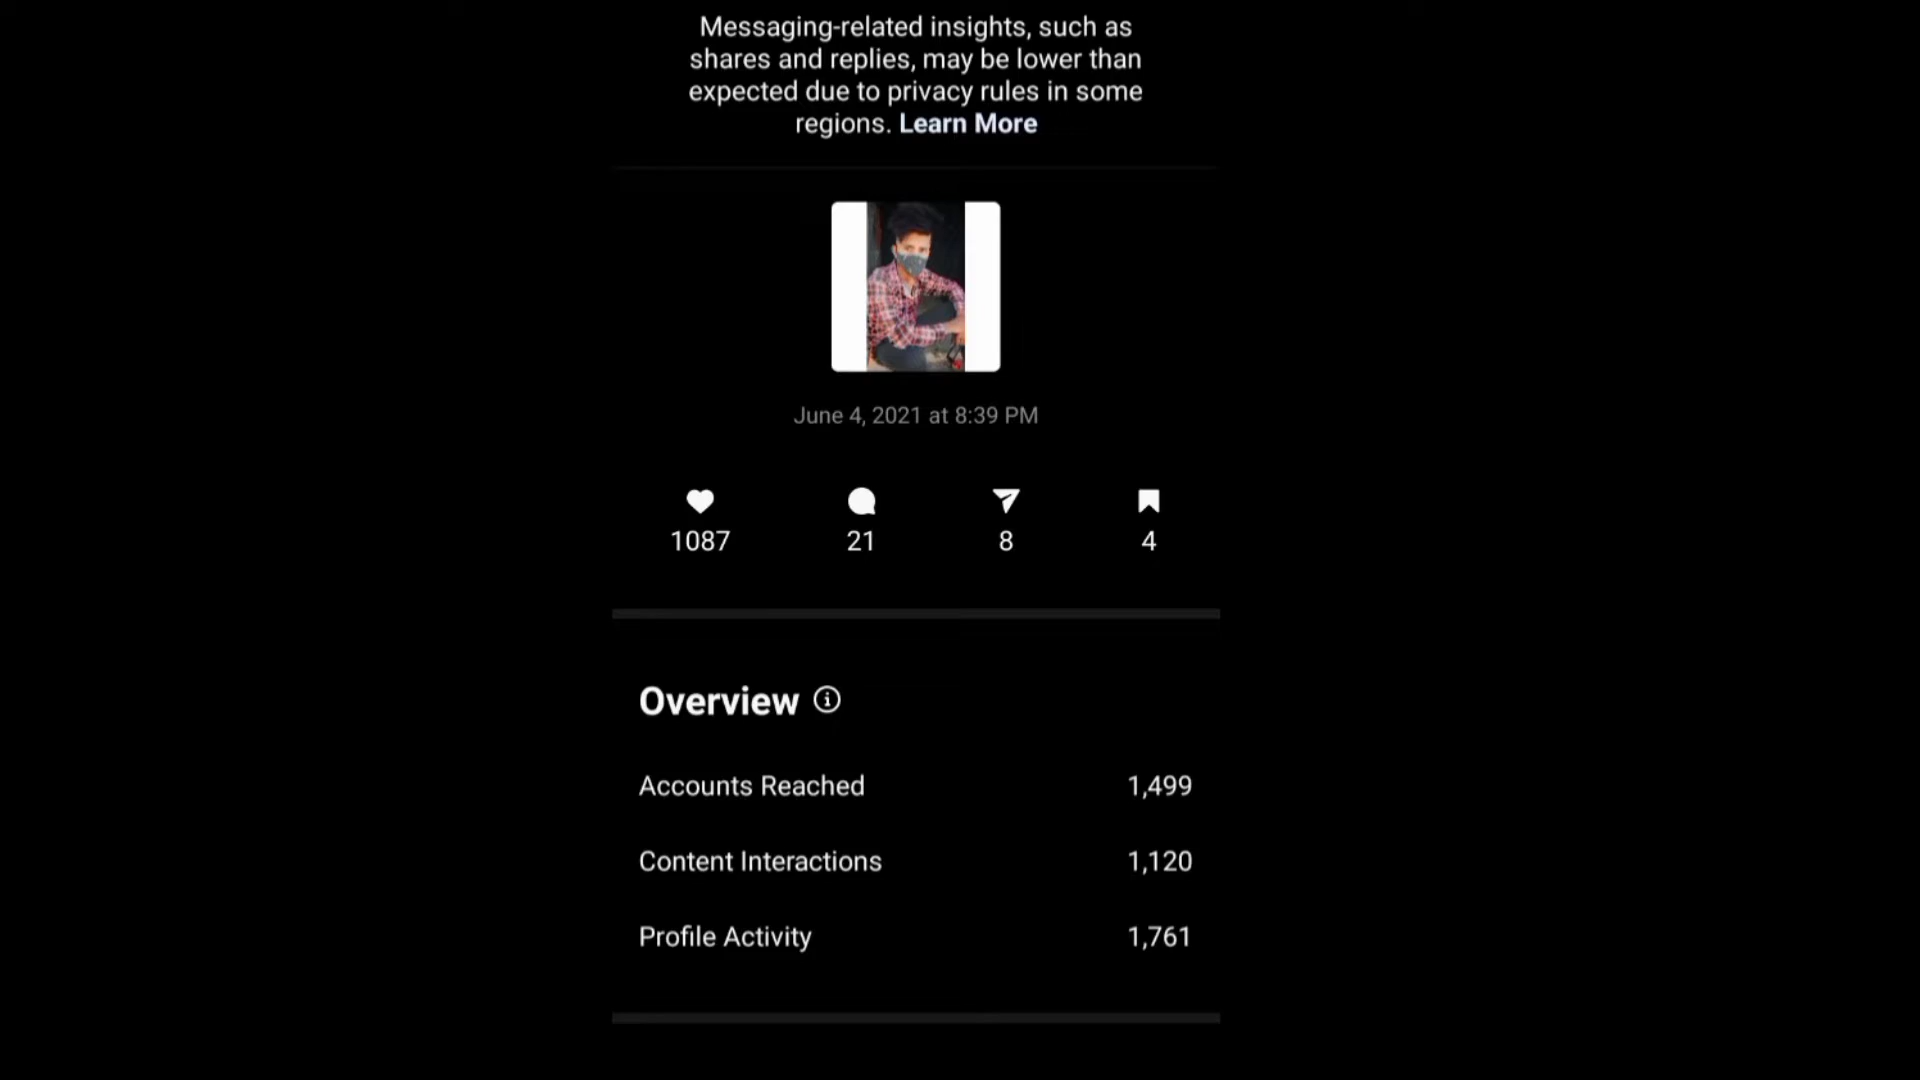 Messaging-related insights, such as
shares and replies, may be lower than
expected due to privacy rules in some
regions. Learn More
June 4, 2021 at 8:39 PM
1087 21 8 4
Overview
Accounts Reached 1,499
Content Interactions 1,120
Profile Activity 1,761